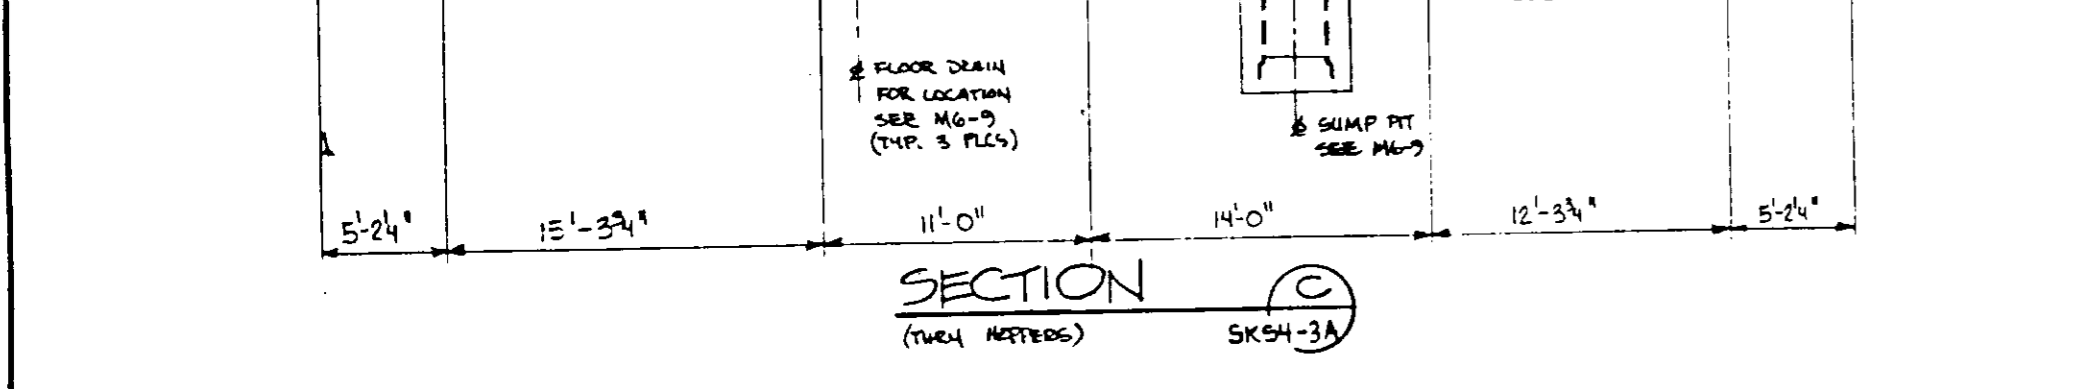 ℄ FLOOR DRAIN
FOR LOCATION
SEE M6-9
(TYP. 3 PLCS)
℄ SUMP PIT
SEE M6-9
5'-2¼" 15'-3¾" 11'-0" 14'-0" 12'-3¾" 5'-2¼"
SECTION C
(THRU HOPPERS) SKS4-3A